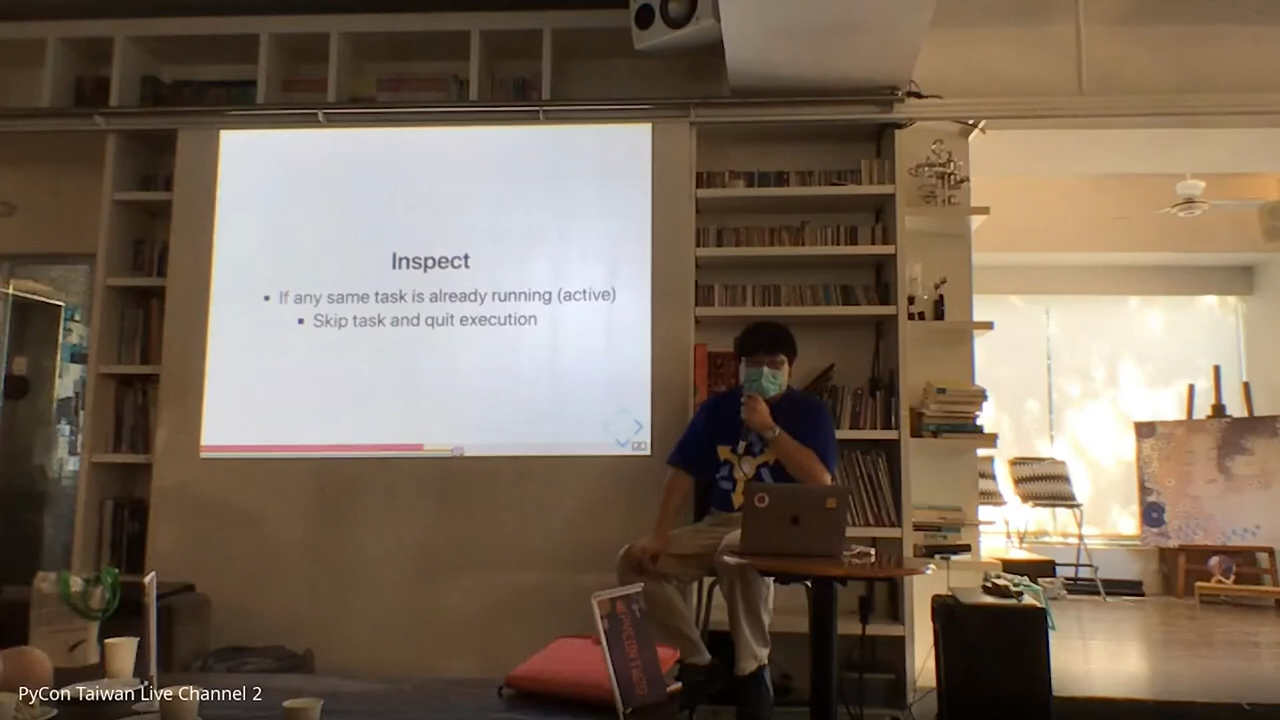 Inspect
If any same task is already running (active)
Skip task and quit execution
PyCon Taiwan Live Channel 2